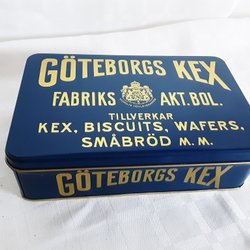 GÖTEBORGS KEX
FABRIKS AKT. BOL.
TILLVERKAR
KEX, BISCUITS, WAFERS,
SMÅBRÖD M. M.
GÖTEBORGS KEX